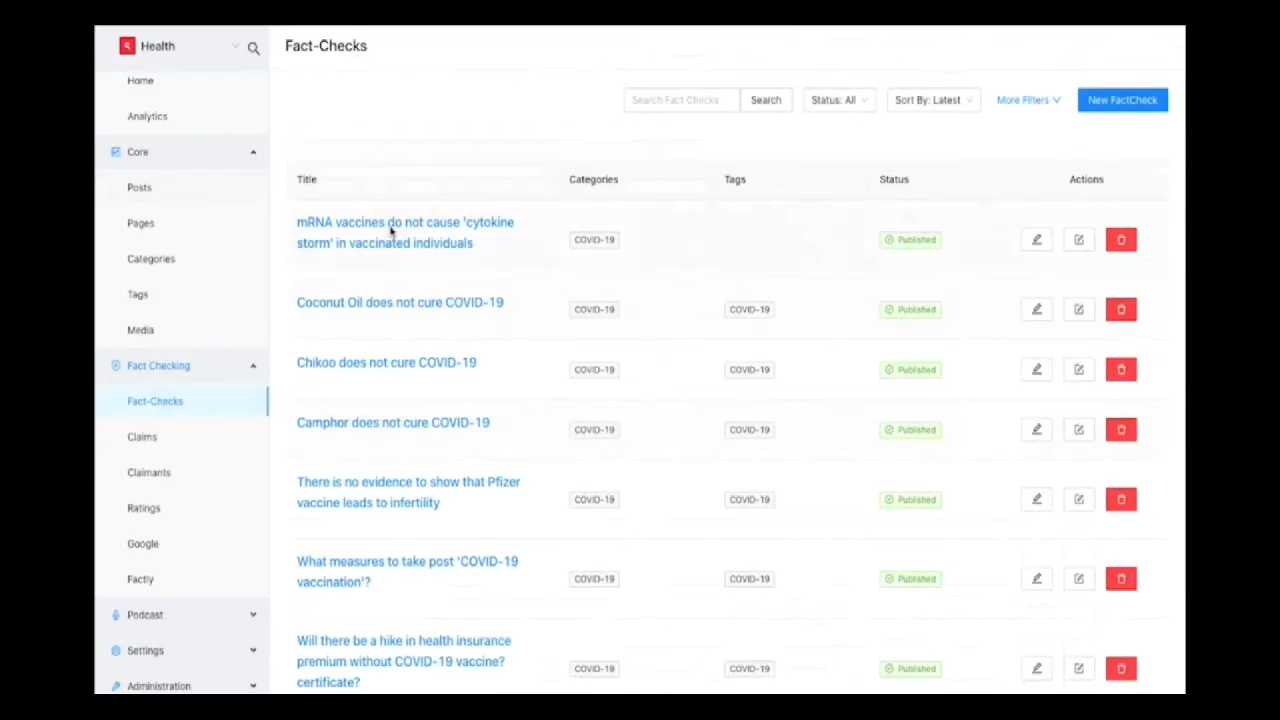 Health
Fact-Checks
Home
Analytics
Core
Posts
Pages
Categories
Tags
Media
Fact Checking
Fact-Checks
Claims
Claimants
Ratings
Google
Factly
Podcast
Settings
Administration
Search Fact Checks
Search
Status: All
Sort By: Latest
More Filters
New FactCheck
Title
Categories
Tags
Status
Actions
mRNA vaccines do not cause 'cytokine
storm' in vaccinated individuals
COVID-19
Published
Coconut Oil does not cure COVID-19
COVID-19
COVID-19
Published
Chikoo does not cure COVID-19
COVID-19
COVID-19
Published
Camphor does not cure COVID-19
COVID-19
COVID-19
Published
There is no evidence to show that Pfizer
vaccine leads to infertility
COVID-19
COVID-19
Published
What measures to take post 'COVID-19
vaccination'?
COVID-19
COVID-19
Published
Will there be a hike in health insurance
premium without COVID-19 vaccine?
certificate?
COVID-19
COVID-19
Published